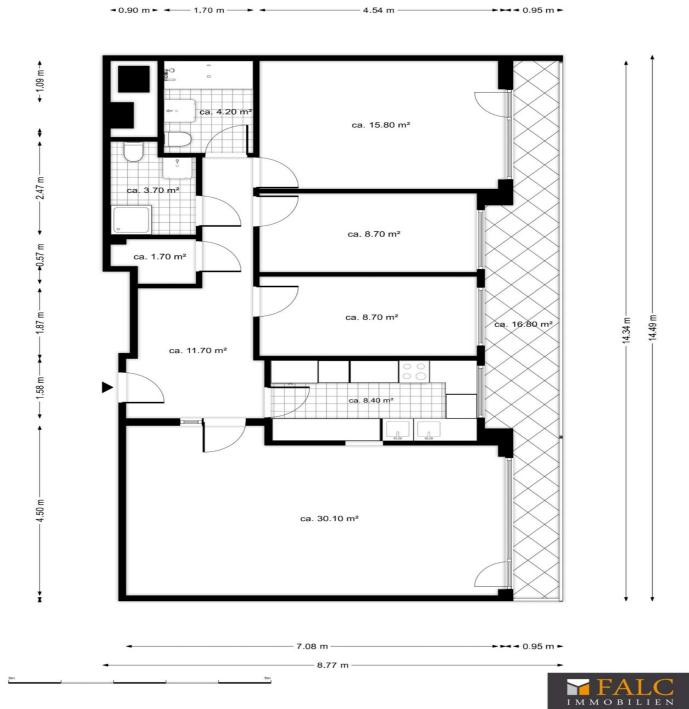 0.90 m
1.70 m
4.54 m
0.95 m
1.09 m
2.47 m
0.57 m
1.87 m
1.58 m
4.50 m
ca. 4.20 m²
ca. 15.80 m²
ca. 3.70 m²
ca. 8.70 m²
ca. 1.70 m²
ca. 8.70 m²
ca. 16.80 m²
ca. 11.70 m²
ca. 8.40 m²
ca. 30.10 m²
14.34 m
14.49 m
7.08 m
0.95 m
8.77 m
FALC
IMMOBILIEN